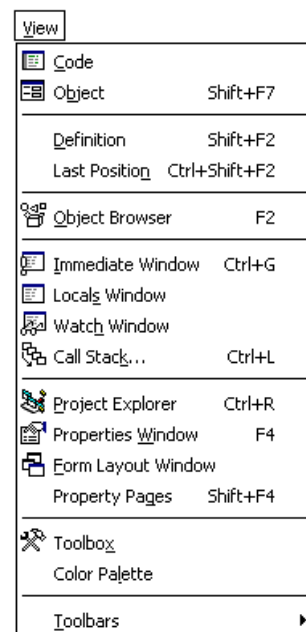 View
Code
Object Shift+F7
Definition Shift+F2
Last Position Ctrl+Shift+F2
Object Browser F2
Immediate Window Ctrl+G
Locals Window
Watch Window
Call Stack... Ctrl+L
Project Explorer Ctrl+R
Properties Window F4
Form Layout Window
Property Pages Shift+F4
Toolbox
Color Palette
Toolbars